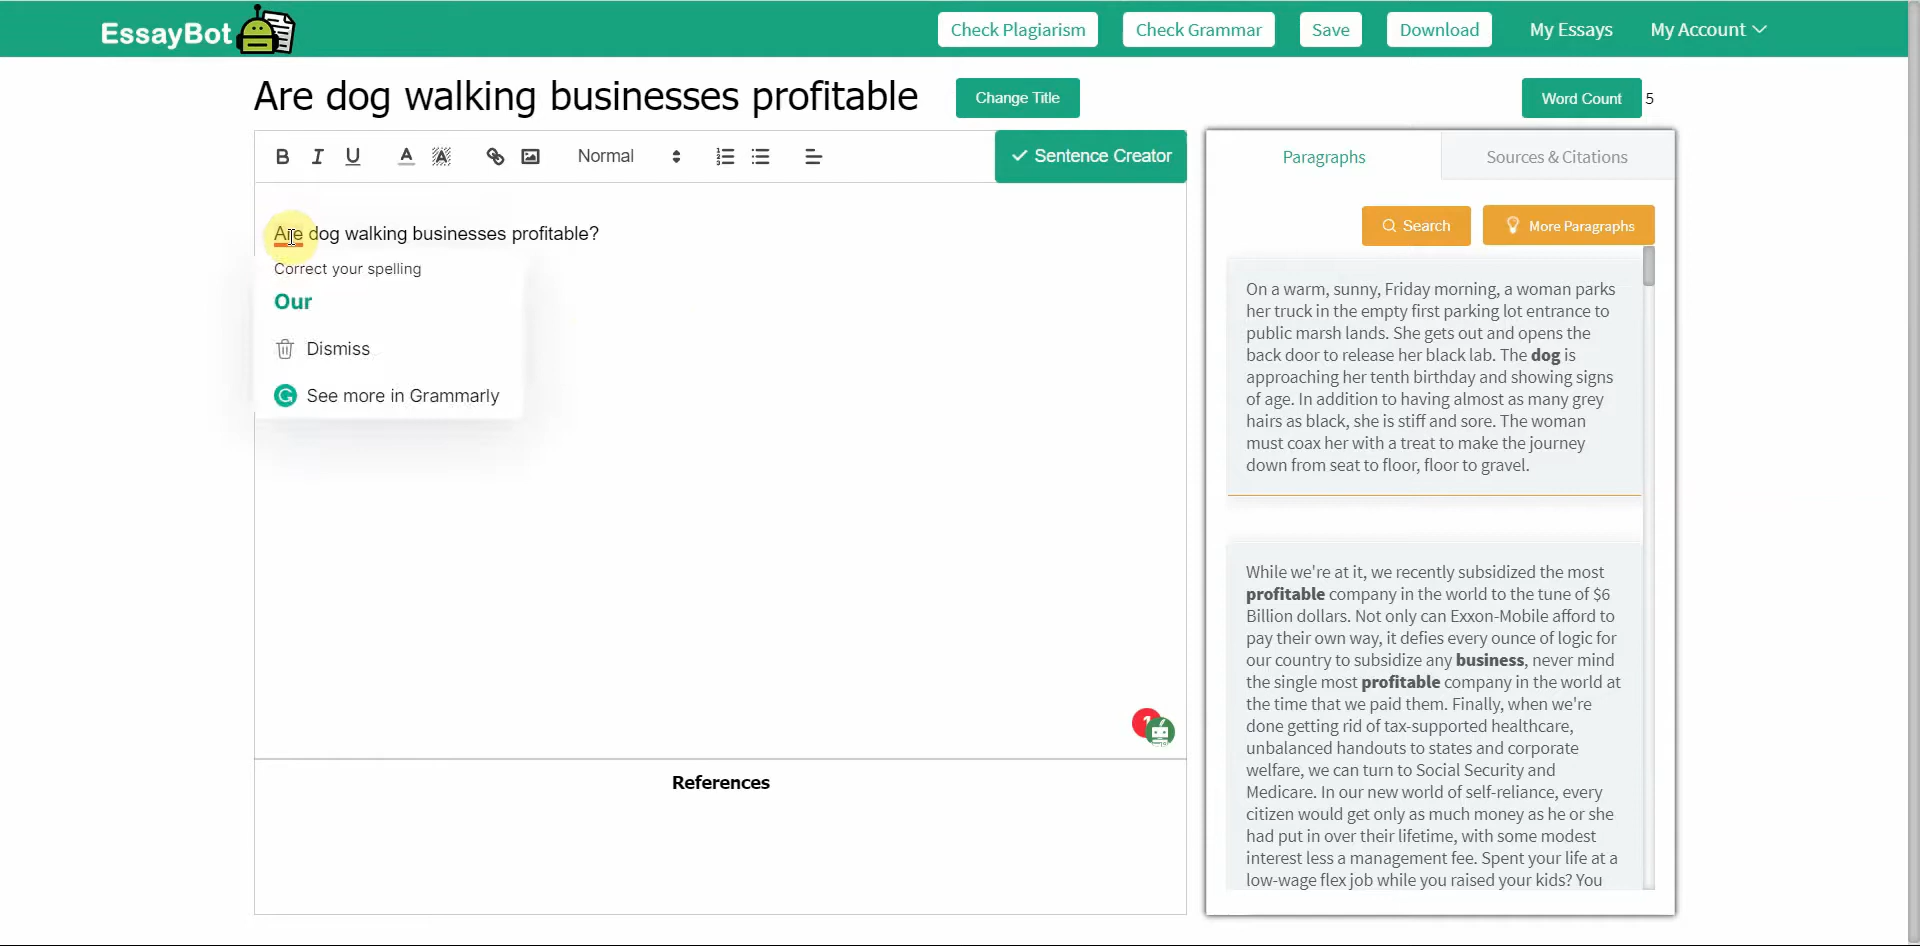 EssayBot
Check Plagiarism
Check Grammar
Save
Download
My Essays
My Account
Are dog walking businesses profitable
Change Title
Word Count 5
B I U A A Normal
Sentence Creator
Are dog walking businesses profitable?
Correct your spelling
Our
Dismiss
See more in Grammarly
References
Paragraphs
Sources & Citations
Search
More Paragraphs
On a warm, sunny, Friday morning, a woman parks
her truck in the empty first parking lot entrance to
public marsh lands. She gets out and opens the
back door to release her black lab. The dog is
approaching her tenth birthday and showing signs
of age. In addition to having almost as many grey
hairs as black, she is stiff and sore. The woman
must coax her with a treat to make the journey
down from seat to floor, floor to gravel.
While we're at it, we recently subsidized the most
profitable company in the world to the tune of $6
Billion dollars. Not only can Exxon-Mobile afford to
pay their own way, it defies every ounce of logic for
our country to subsidize any business, never mind
the single most profitable company in the world at
the time that we paid them. Finally, when we're
done getting rid of tax-supported healthcare,
unbalanced handouts to states and corporate
welfare, we can turn to Social Security and
Medicare. In our new world of self-reliance, every
citizen would get only as much money as he or she
had put in over their lifetime, with some modest
interest less a management fee. Spent your life at a
low-wage flex job while you raised your kids? You